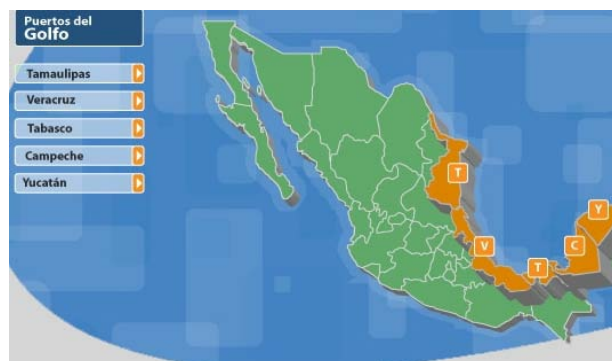 Puertos del
Golfo
Tamaulipas
Veracruz
Tabasco
Campeche
Yucatán
T
Y
V
C
T